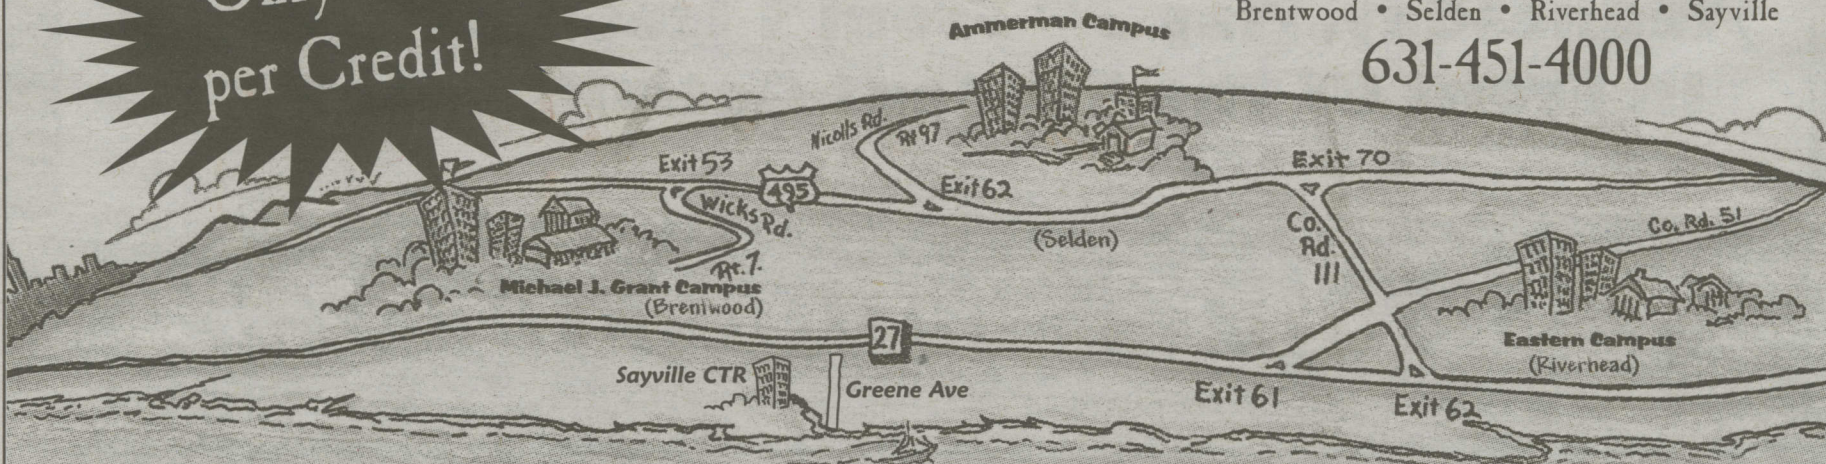 per Credit!
Brentwood • Selden • Riverhead • Sayville
631-451-4000
Ammerman Campus
Nicolls Rd.
Rt 97
Exit 53
495
Exit 62
Exit 70
Wicks
Rd.
Rt. 7.
(Selden)
Co.
Rd.
111
Co. Rd. 51
Michael J. Grant Campus
(Brentwood)
27
Eastern Campus
(Riverhead)
Sayville CTR
Greene Ave
Exit 61
Exit 62